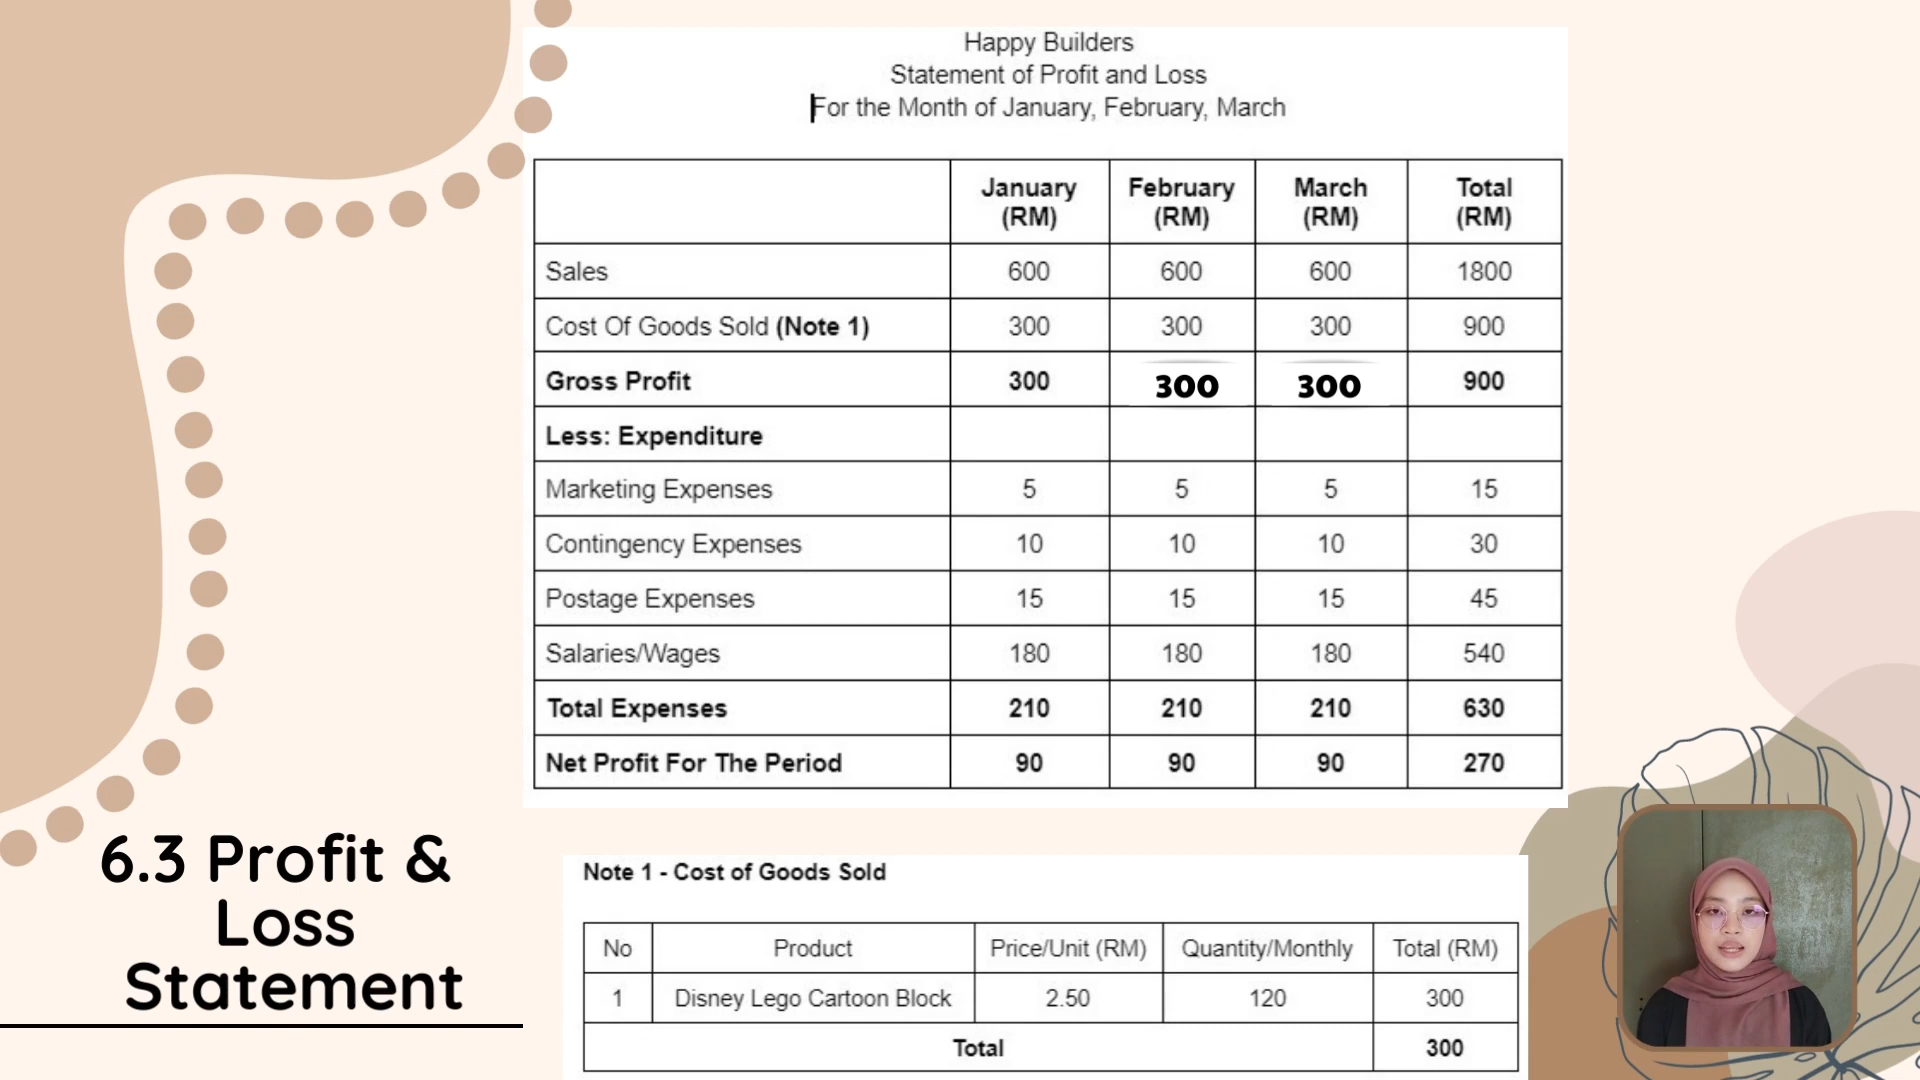 Happy Builders
Statement of Profit and Loss
For the Month of January, February, March
January (RM) February (RM) March (RM) Total (RM)
Sales 600 600 600 1800
Cost Of Goods Sold (Note 1) 300 300 300 900
Gross Profit 300 300 300 900
Less: Expenditure
Marketing Expenses 5 5 5 15
Contingency Expenses 10 10 10 30
Postage Expenses 15 15 15 45
Salaries/Wages 180 180 180 540
Total Expenses 210 210 210 630
Net Profit For The Period 90 90 90 270
6.3 Profit &
Loss
Statement
Note 1 - Cost of Goods Sold
No Product Price/Unit (RM) Quantity/Monthly Total (RM)
1 Disney Lego Cartoon Block 2.50 120 300
Total 300